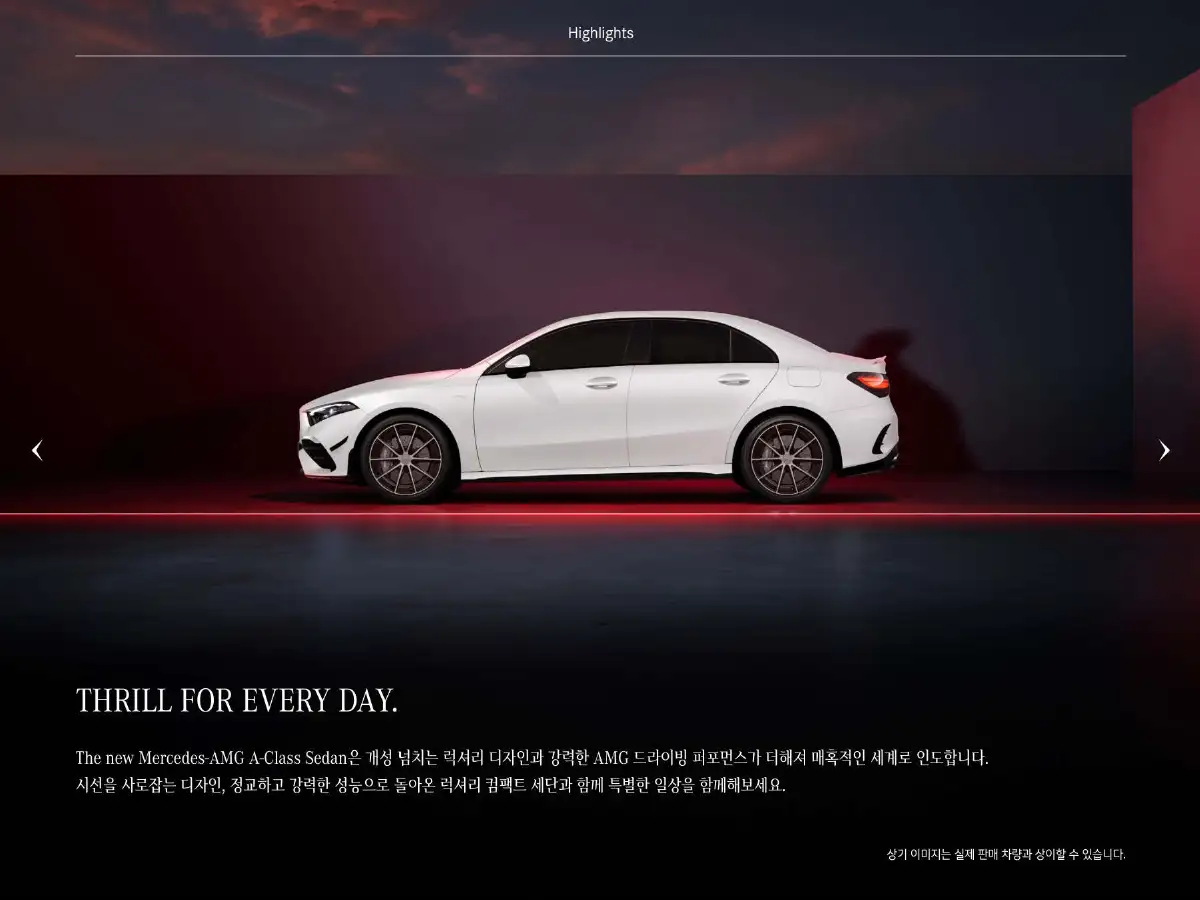 Highlights
THRILL FOR EVERY DAY.
The new Mercedes-AMG A-Class Sedan은 개성 넘치는 럭셔리 디자인과 강력한 AMG 드라이빙 퍼포먼스가 더해져 매혹적인 세계로 인도합니다.
시선을 사로잡는 디자인, 정교하고 강력한 성능으로 돌아온 럭셔리 컴팩트 세단과 함께 특별한 일상을 함께해보세요.
상기 이미지는 실제 판매 차량과 상이할 수 있습니다.